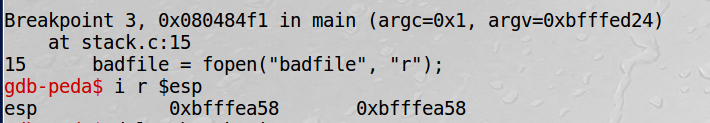 Breakpoint 3, 0x080484f1 in main (argc=0x1, argv=0xbfffed24)
    at stack.c:15
15      badfile = fopen("badfile", "r");
gdb-peda$ i r $esp
esp            0xbfffea58       0xbfffea58